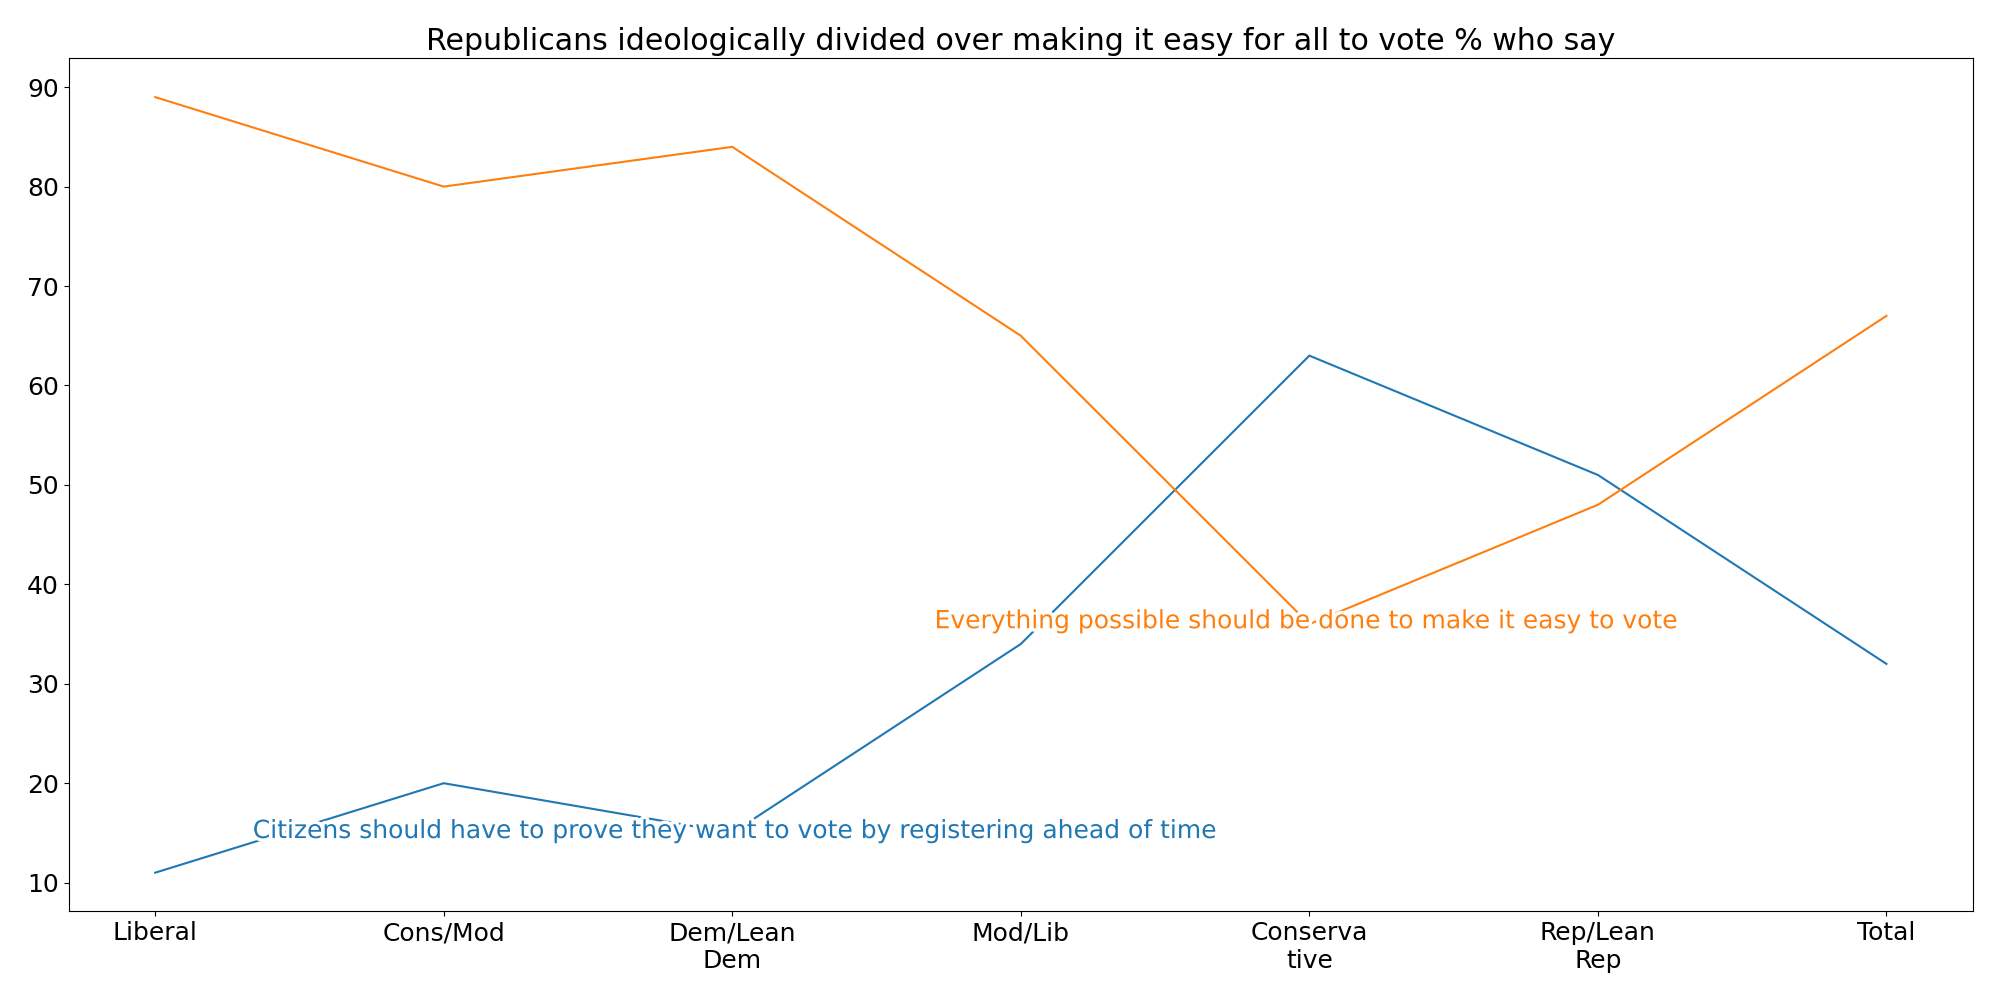 Republicans ideologically divided over making it easy for all to vote % who say
90
80
70
60
50
40
30
20
10
Everything possible should be done to make it easy to vote
Citizens should have to prove they want to vote by registering ahead of time
Liberal
Cons/Mod
Dem/Lean
Dem
Mod/Lib
Conserva
tive
Rep/Lean
Rep
Total